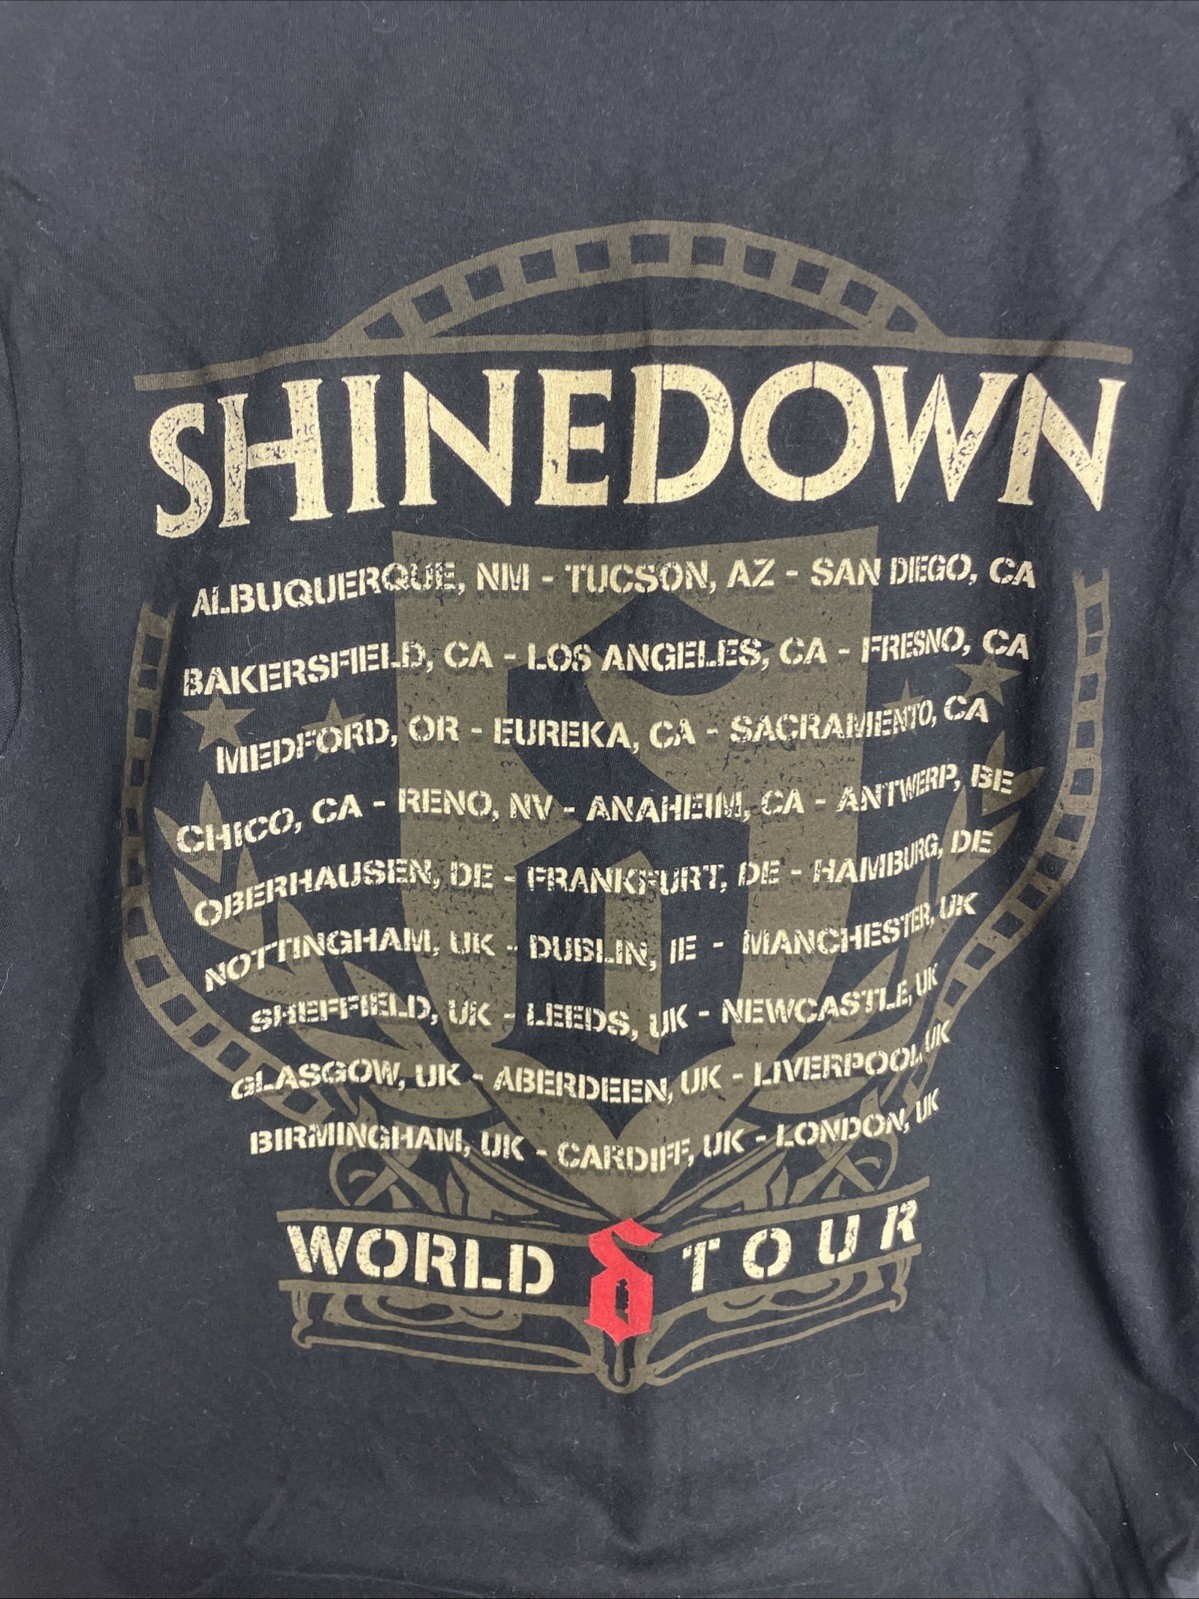 SHINEDOWN
ALBUQUERQUE, NM - TUCSON, AZ - SAN DIEGO, CA
BAKERSFIELD, CA - LOS ANGELES, CA - FRESNO, CA
MEDFORD, OR - EUREKA, CA - SACRAMENTO, CA
CHICO, CA - RENO, NV - ANAHEIM, CA - ANTWERP, BE
OBERHAUSEN, DE - FRANKFURT, DE - HAMBURG, DE
NOTTINGHAM, UK - DUBLIN, IE - MANCHESTER, UK
SHEFFIELD, UK - LEEDS, UK - NEWCASTLE, UK
GLASGOW, UK - ABERDEEN, UK - LIVERPOOL, UK
BIRMINGHAM, UK - CARDIFF, UK - LONDON, UK
WORLD TOUR